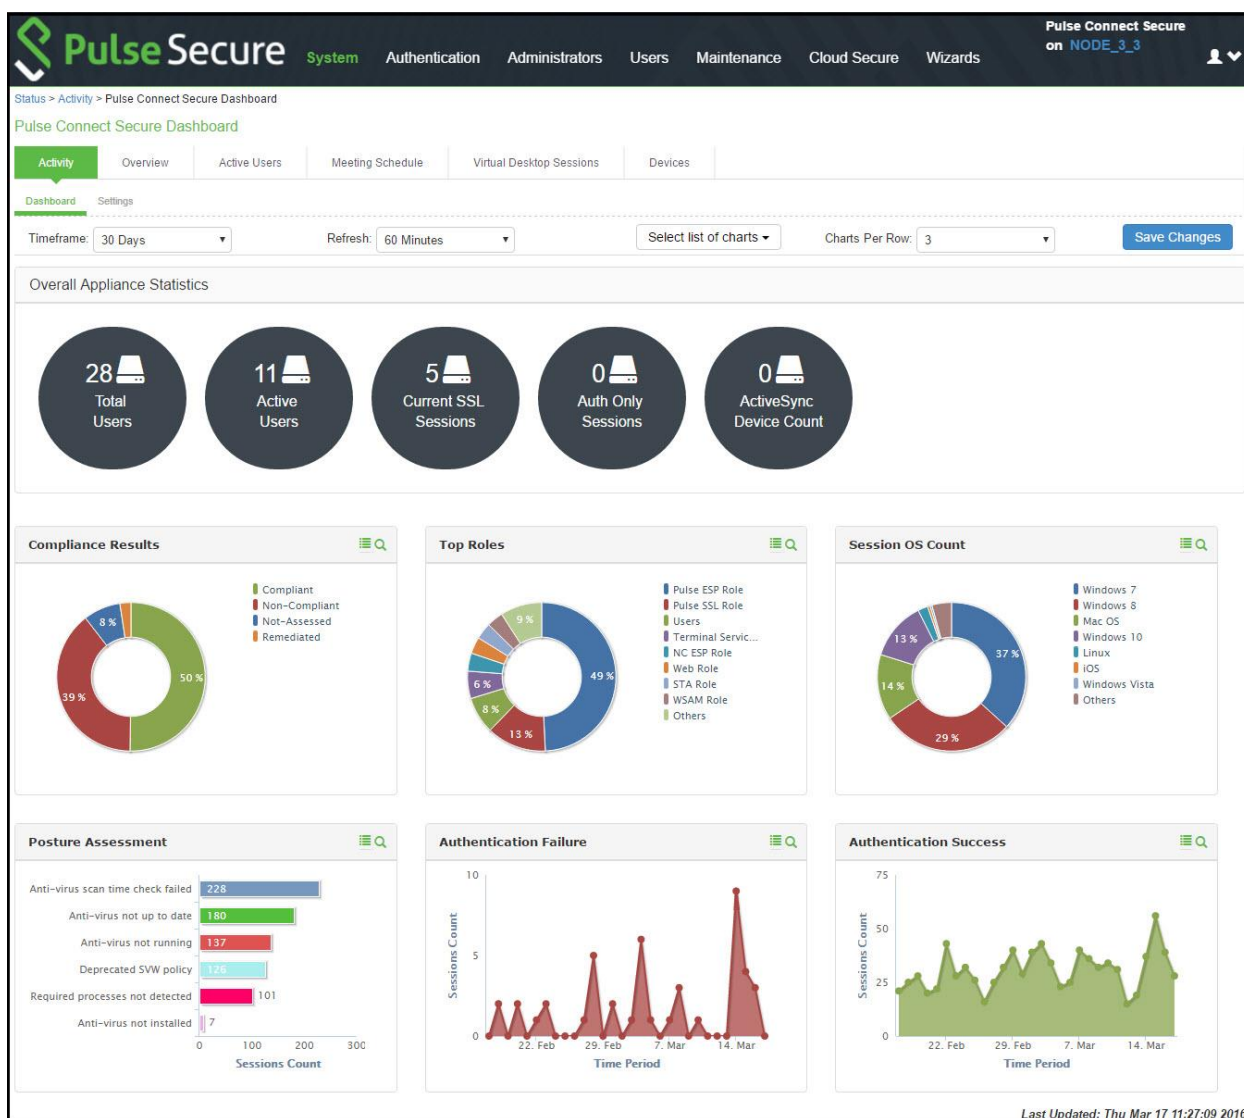 Pulse Secure
System Authentication Administrators Users Maintenance Cloud Secure Wizards
Pulse Connect Secure
on NODE_3_3
Status > Activity > Pulse Connect Secure Dashboard
Pulse Connect Secure Dashboard
Activity Overview Active Users Meeting Schedule Virtual Desktop Sessions Devices
Dashboard Settings
Timeframe: 30 Days Refresh: 60 Minutes Select list of charts Charts Per Row: 3 Save Changes
Overall Appliance Statistics
28
Total
Users
11
Active
Users
5
Current SSL
Sessions
0
Auth Only
Sessions
0
ActiveSync
Device Count
Compliance Results
Compliant
Non-Compliant
Not-Assessed
Remediated
8 %
50 %
39 %
Top Roles
Pulse ESP Role
Pulse SSL Role
Users
Terminal Servic...
NC ESP Role
Web Role
STA Role
WSAM Role
Others
9 %
49 %
6 %
8 %
13 %
Session OS Count
Windows 7
Windows 8
Mac OS
Windows 10
Linux
iOS
Windows Vista
Others
13 %
37 %
14 %
29 %
Posture Assessment
Anti-virus scan time check failed 228
Anti-virus not up to date 180
Anti-virus not running 137
Deprecated SVW policy 126
Required processes not detected 101
Anti-virus not installed 7
0 100 200 300
Sessions Count
Authentication Failure
10
5
0
Sessions Count
22. Feb 29. Feb 7. Mar 14. Mar
Time Period
Authentication Success
75
50
25
0
Sessions Count
22. Feb 29. Feb 7. Mar 14. Mar
Time Period
Last Updated: Thu Mar 17 11:27:09 2016